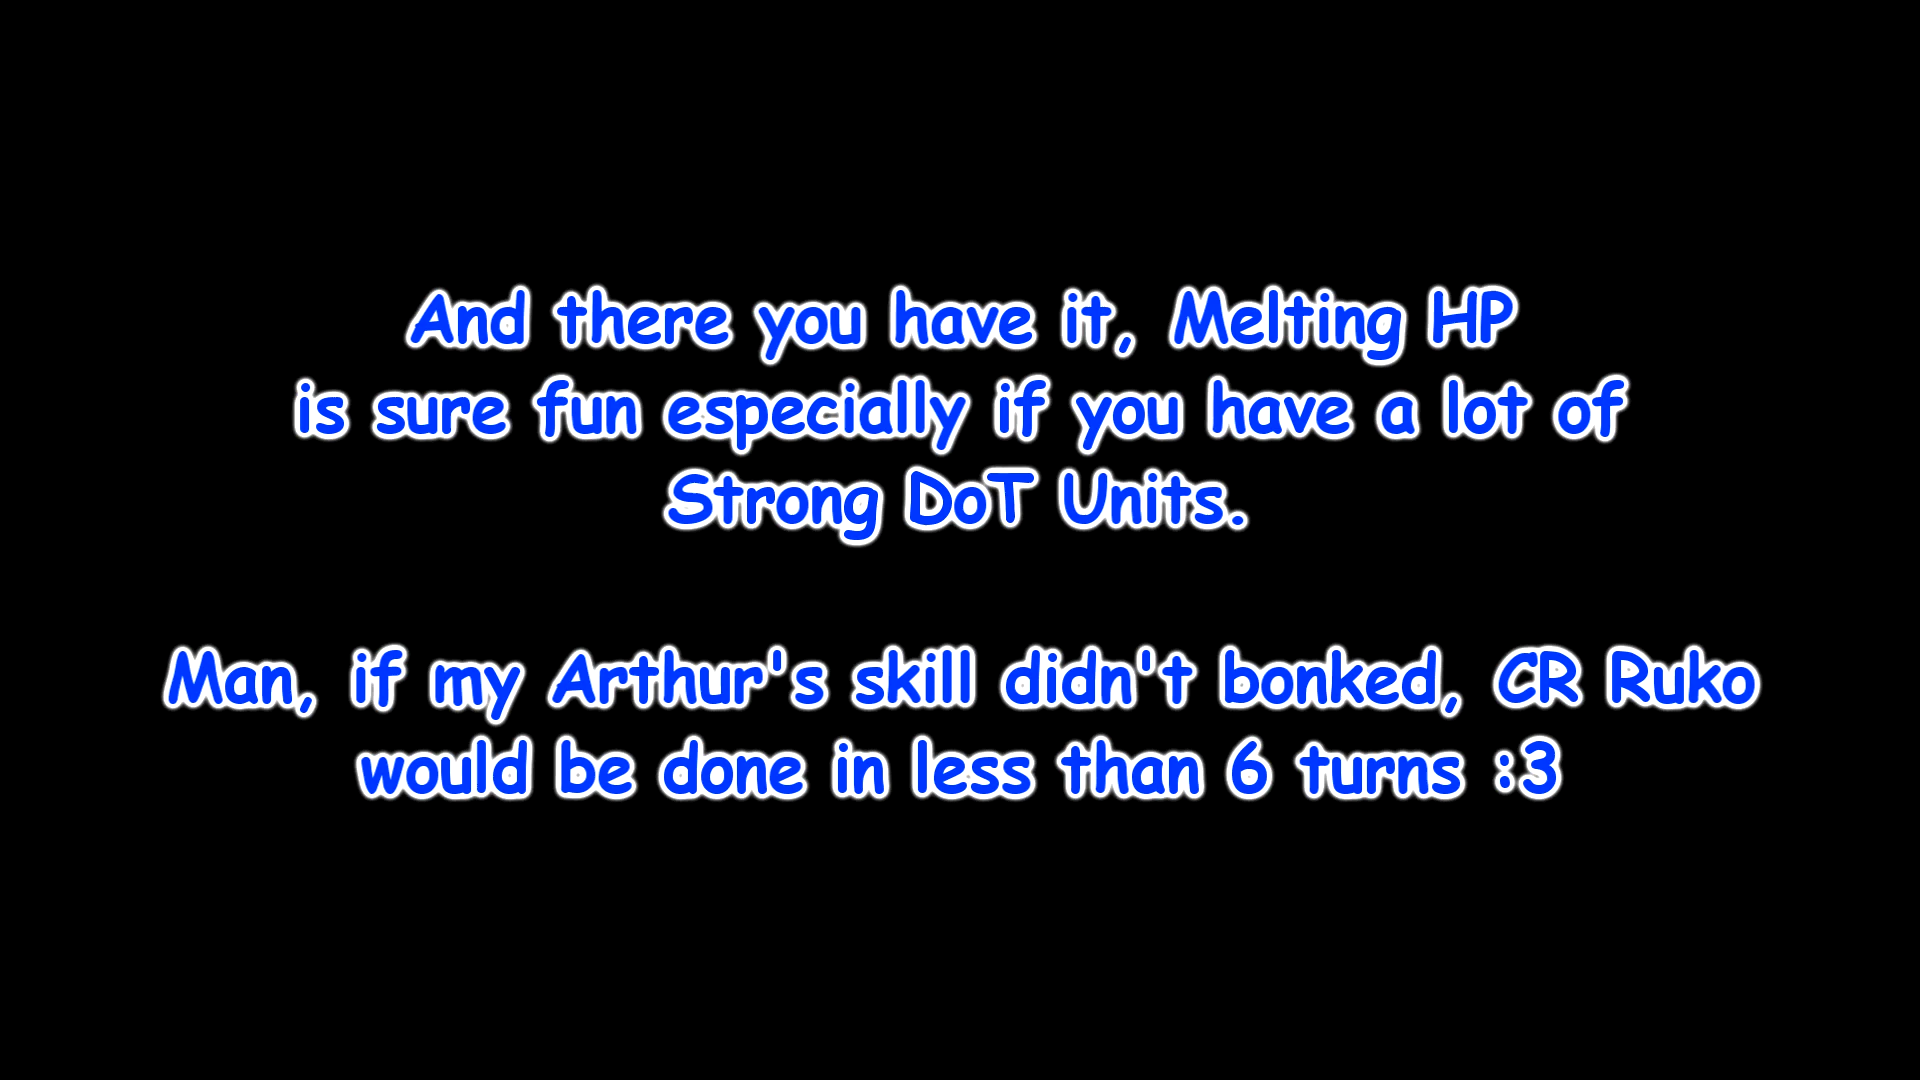 And there you have it, Melting HP
is sure fun especially if you have a lot of
Strong DoT Units.
Man, if my Arthur's skill didn't bonked, CR Ruko
would be done in less than 6 turns :3